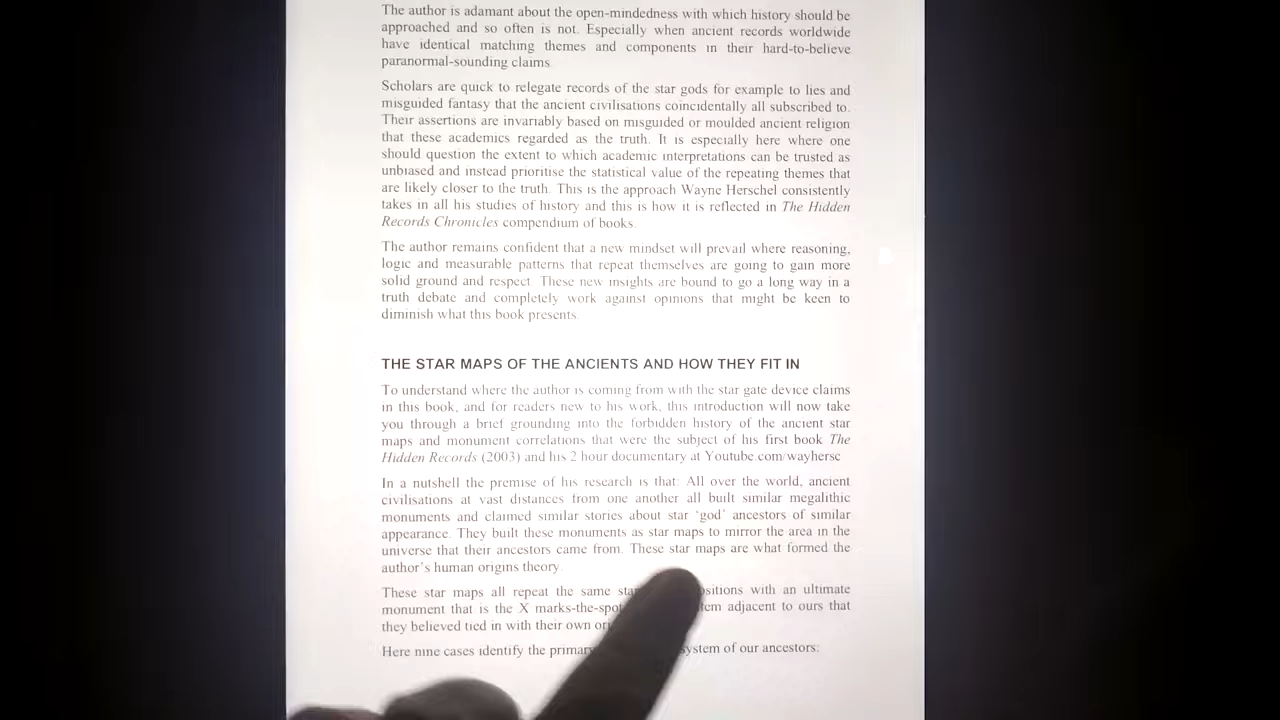 The author is adamant about the open-mindedness with which history should be
approached and so often is not. Especially when ancient records worldwide
have identical matching themes and components in their hard-to-believe
paranormal-sounding claims
Scholars are quick to relegate records of the star gods for example to lies and
misguided fantasy that the ancient civilisations coincidentally all subscribed to.
Their assertions are invariably based on misguided or moulded ancient religion
that these academics regarded as the truth. It is especially here where one
should question the extent to which academic interpretations can be trusted as
unbiased and instead prioritise the statistical value of the repeating themes that
are likely closer to the truth. This is the approach Wayne Herschel consistently
takes in all his studies of history and this is how it is reflected in The Hidden
Records Chronicles compendium of books.
The author remains confident that a new mindset will prevail where reasoning,
logic and measurable patterns that repeat themselves are going to gain more
solid ground and respect. These new insights are bound to go a long way in a
truth debate and completely work against opinions that might be keen to
diminish what this book presents.
THE STAR MAPS OF THE ANCIENTS AND HOW THEY FIT IN
To understand where the author is coming from with the star gate device claims
in this book, and for readers new to his work, this introduction will now take
you through a brief grounding into the forbidden history of the ancient star
maps and monument correlations that were the subject of his first book The
Hidden Records (2003) and his 2 hour documentary at Youtube.com/wayhersc
In a nutshell the premise of his research is that: All over the world, ancient
civilisations at vast distances from one another all built similar megalithic
monuments and claimed similar stories about star 'god' ancestors of similar
appearance. They built these monuments as star maps to mirror the area in the
universe that their ancestors came from. These star maps are what formed the
author's human origins theory.
These star maps all repeat the same with an ultimate
monument that is the X marks-the-spot adjacent to ours that
they believed tied in with their own
Here nine cases identify the system of our ancestors: